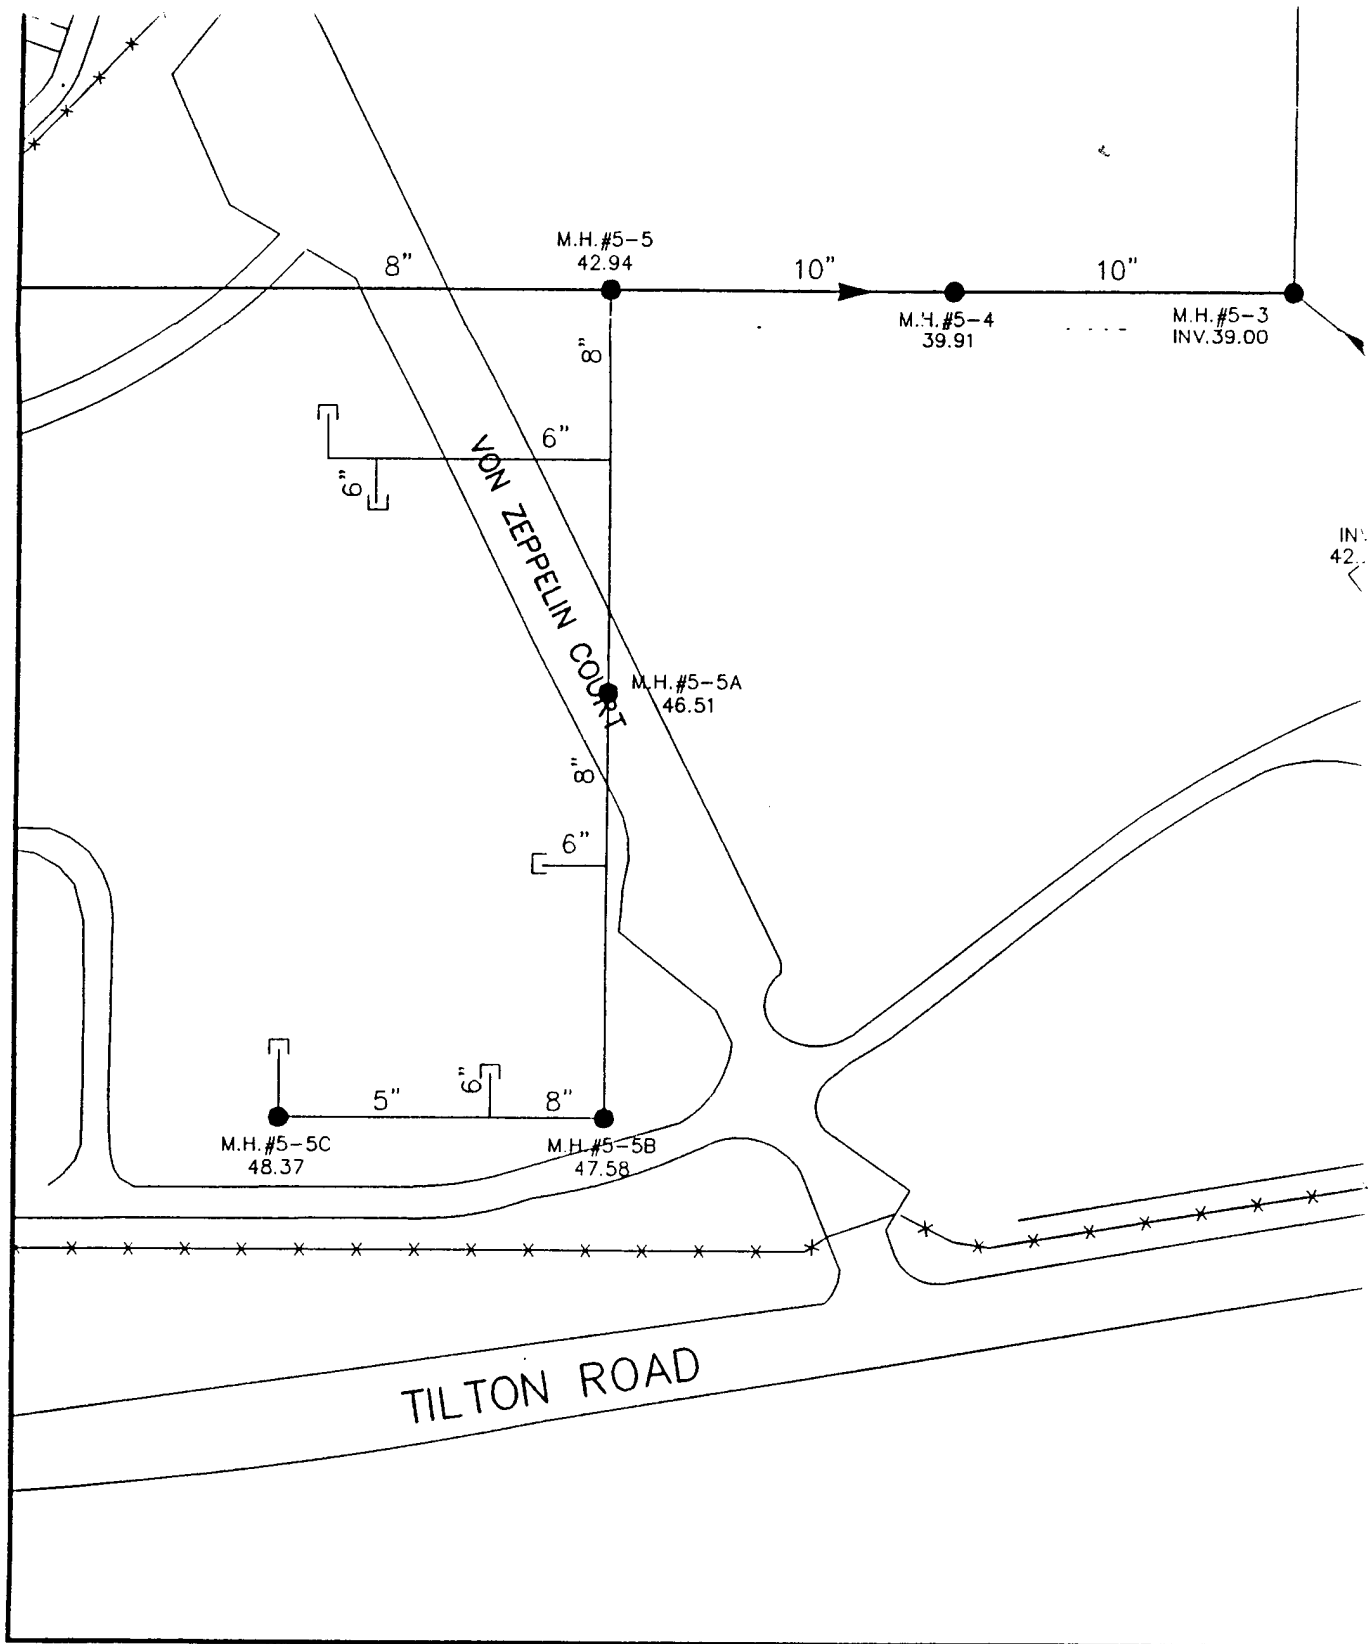 M.H.#5-5
42.94
8"
10"
10"
M.H.#5-4
39.91
M.H.#5-3
INV.39.00
8"
6"
6"
VON ZEPPELIN COURT
M.H.#5-5A
46.51
8"
6"
6"
5"
8"
M.H.#5-5C
48.37
M.H.#5-5B
47.58
TILTON ROAD